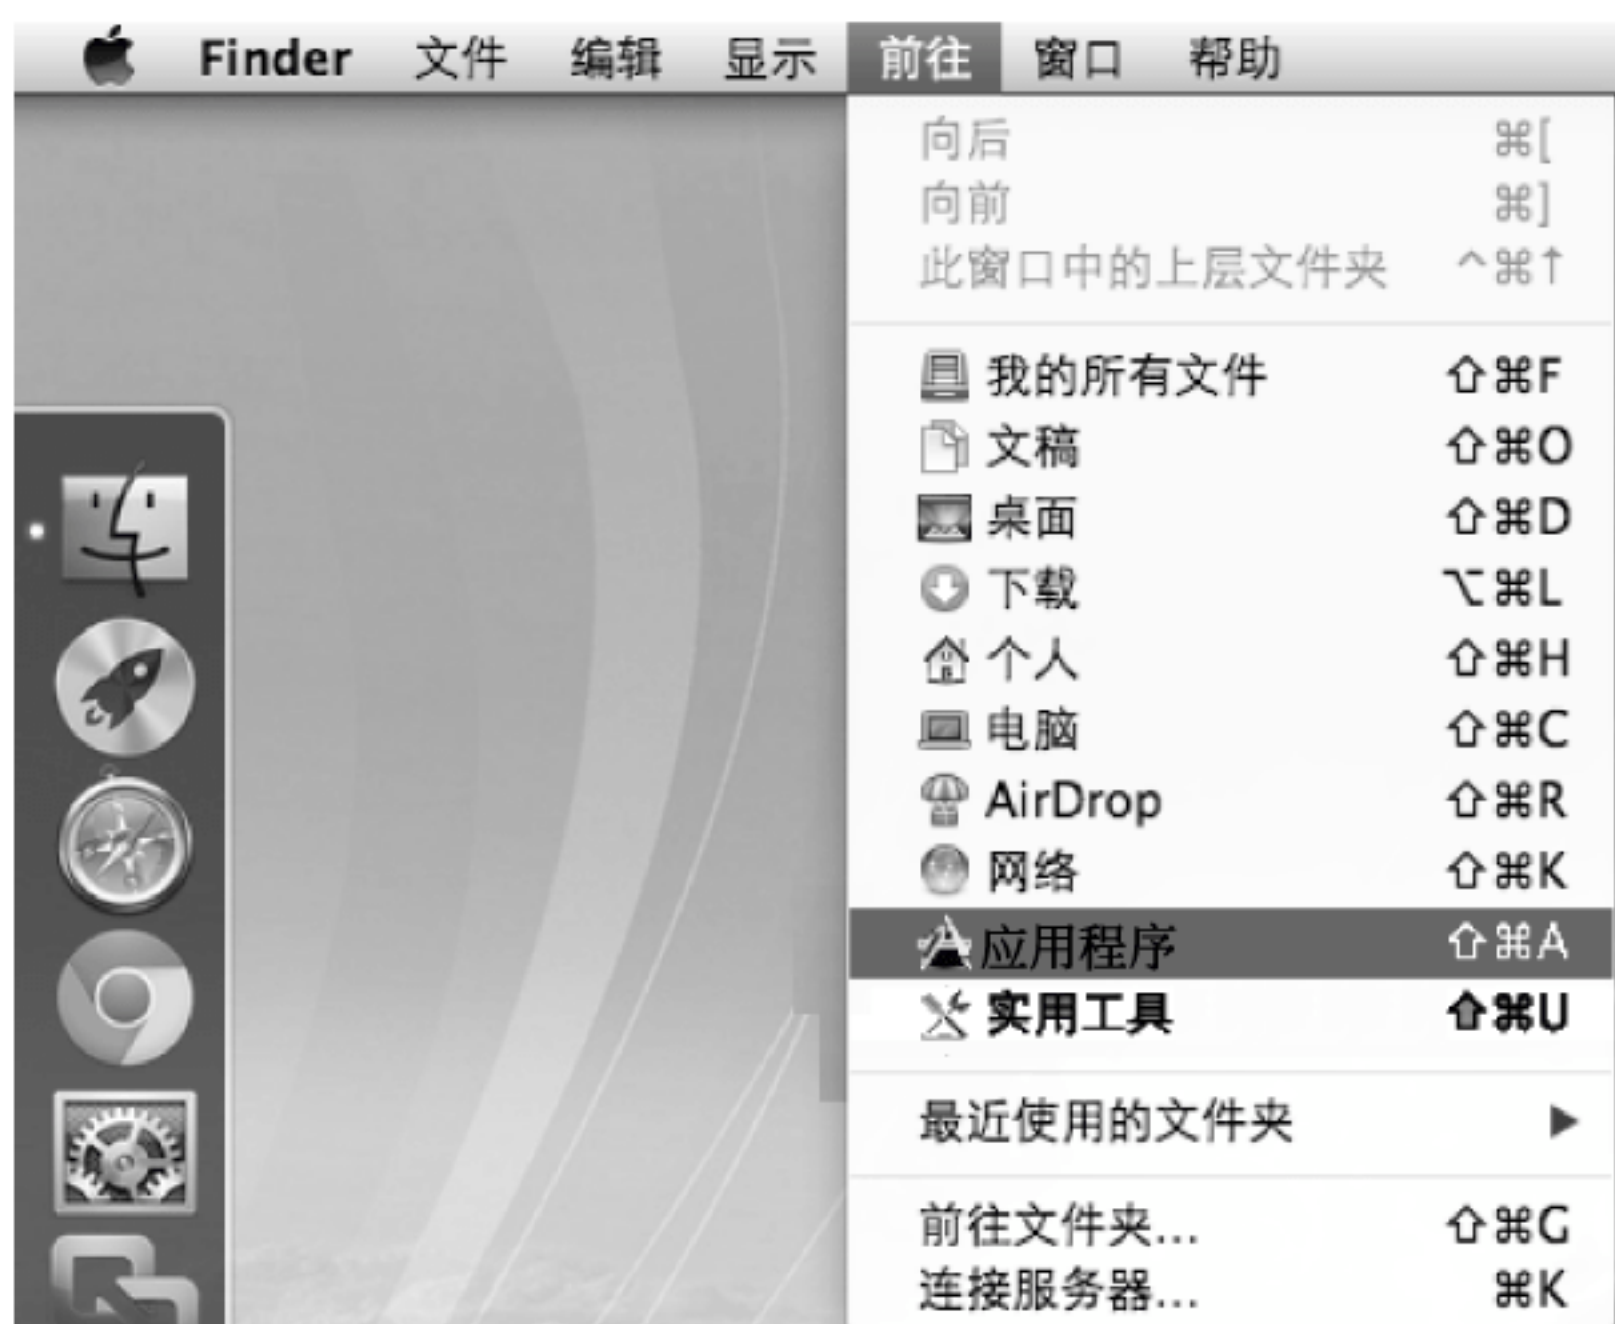 Finder 文件 编辑 显示 前往 窗口 帮助
向后 ⌘[
向前 ⌘]
此窗口中的上层文件夹 ^⌘↑
我的所有文件 ⇧⌘F
文稿 ⇧⌘O
桌面 ⇧⌘D
下载 ⌥⌘L
个人 ⇧⌘H
电脑 ⇧⌘C
AirDrop ⇧⌘R
网络 ⇧⌘K
应用程序 ⇧⌘A
实用工具 ⇧⌘U
最近使用的文件夹 ▶
前往文件夹... ⇧⌘G
连接服务器... ⌘K